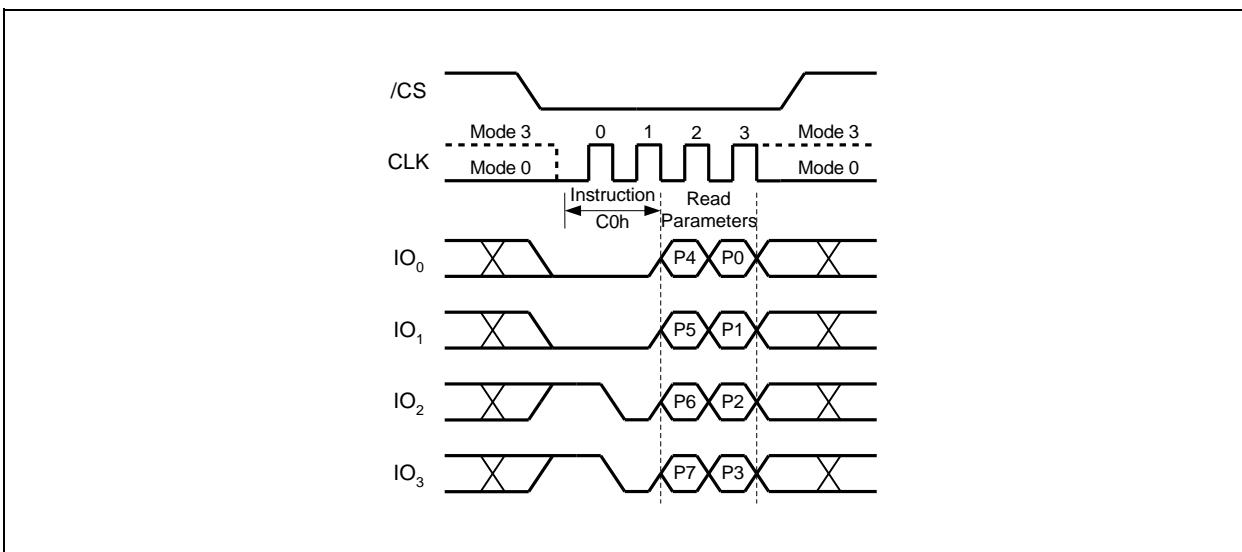 /CS
Mode 3 0 1 2 3 Mode 3
CLK
Mode 0 Mode 0
Instruction Read
C0h Parameters
IO0 P4 P0
IO1 P5 P1
IO2 P6 P2
IO3 P7 P3